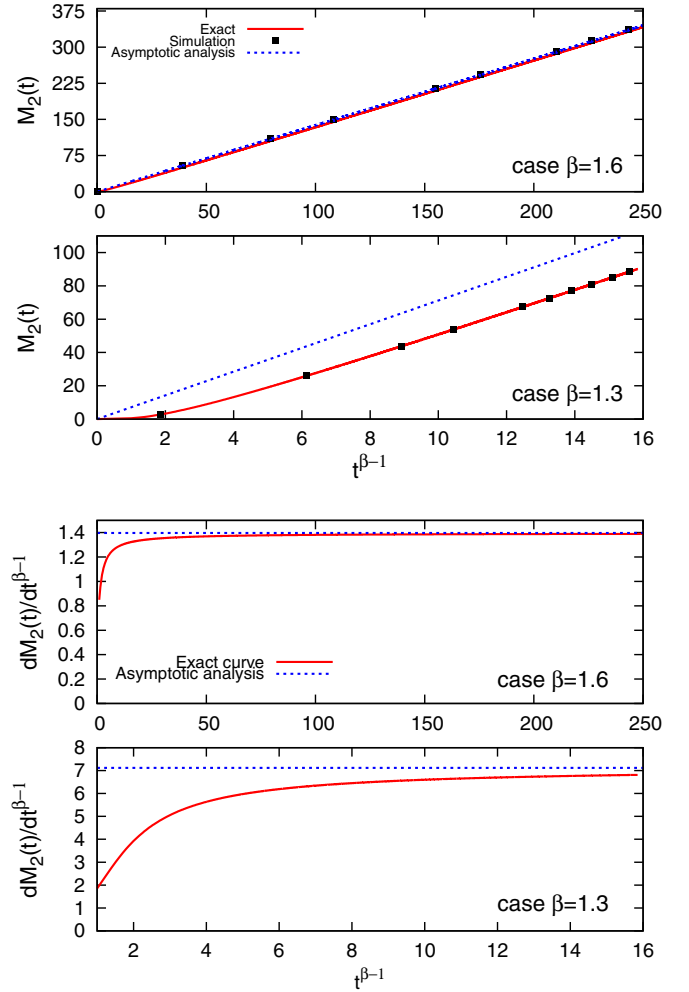 375
300
225
150
75
0
M₂(t)
Exact
Simulation
Asymptotic analysis
case β=1.6
0 50 100 150 200 250
100
80
60
40
20
0
M₂(t)
case β=1.3
0 2 4 6 8 10 12 14 16
t^β−1
1.4
1.2
1
0.8
0.6
0.4
0.2
0
dM₂(t)/dt^β−1
Exact curve
Asymptotic analysis
case β=1.6
0 50 100 150 200 250
8
7
6
5
4
3
2
1
0
dM₂(t)/dt^β−1
case β=1.3
2 4 6 8 10 12 14 16
t^β−1